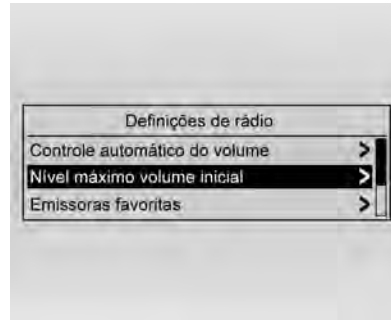 Definições de rádio
Controle automático do volume
Nível máximo volume inicial
Emissoras favoritas